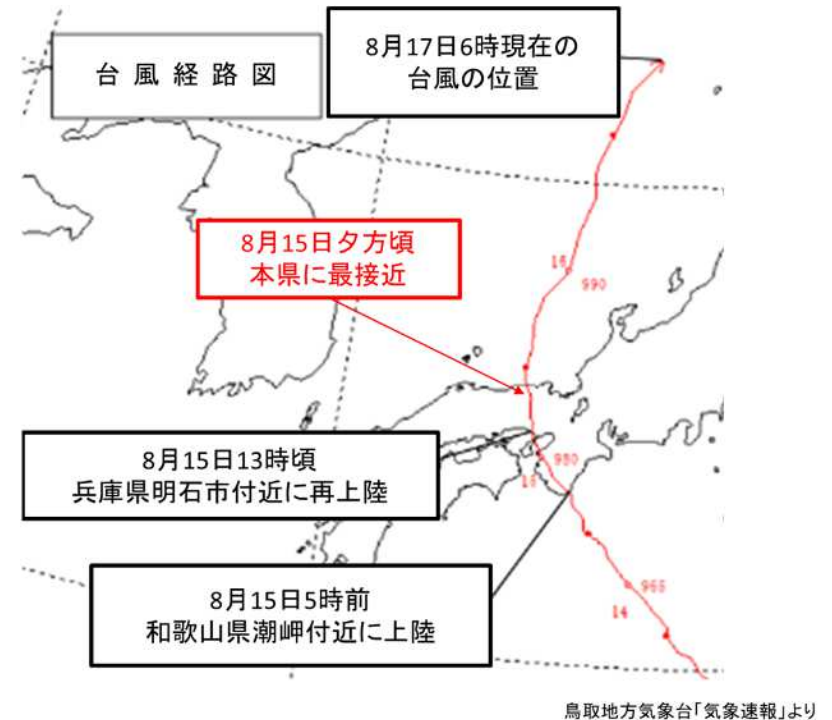 台風経路図
8月17日6時現在の
台風の位置
8月15日夕方頃
本県に最接近
16
990
8月15日13時頃
兵庫県明石市付近に再上陸
980
15
8月15日5時前
和歌山県潮岬付近に上陸
965
14
鳥取地方気象台「気象速報」より